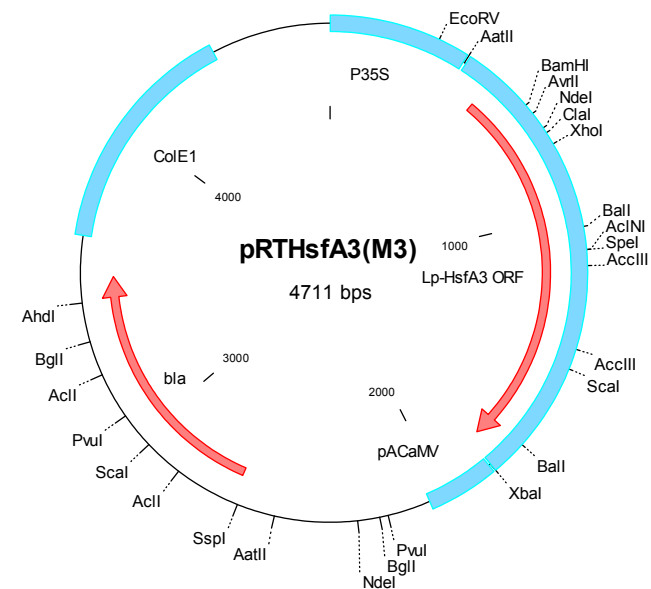 EcoRV
AatII
P35S
BamHI
AvrII
NdeI
ClaI
XhoI
ColE1
4000
BalI
AclNI
SpeI
AccIII
1000
pRTHsfA3(M3)
4711 bps
Lp-HsfA3 ORF
AhdI
BglI
AclI
PvuI
ScaI
AclI
SspI
AatII
3000
bla
2000
pACaMV
AccIII
ScaI
BalI
XbaI
PvuI
BglI
NdeI